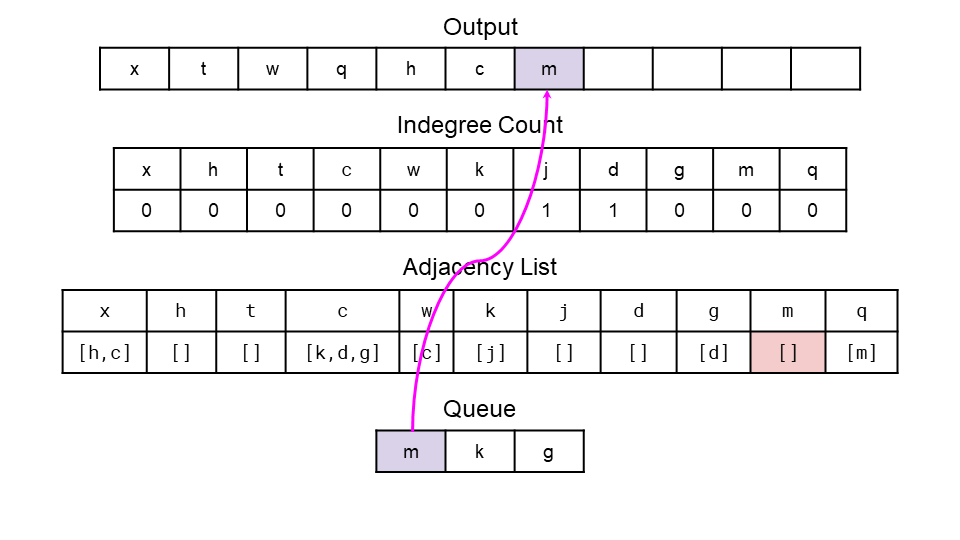 Output
x t w q h c m
Indegree Count
x h t c w k j d g m q
0 0 0 0 0 0 1 1 0 0 0
Adjacency List
x h t c w k j d g m q
[h,c] [] [] [k,d,g] [c] [j] [] [] [d] [] [m]
Queue
m k g